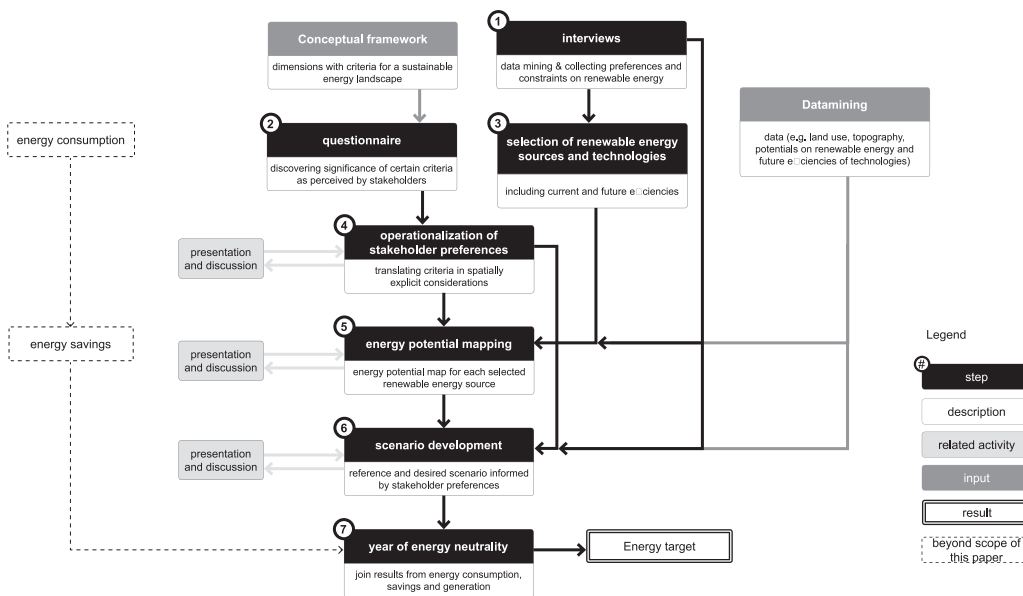 Conceptual framework
dimensions with criteria for a sustainable
energy landscape
1
interviews
data mining & collecting preferences and
constraints on renewable energy
Datamining
data (e.g. land use, topography,
potentials on renewable energy and
future e□ciencies of technologies)
energy consumption
2
questionnaire
discovering significance of certain criteria
as perceived by stakeholders
3
selection of renewable energy
sources and technologies
including current and future e□ciencies
4
operationalization of
stakeholder preferences
translating criteria in spatially
explicit considerations
presentation
and discussion
energy savings
5
energy potential mapping
energy potential map for each selected
renewable energy source
presentation
and discussion
6
scenario development
reference and desired scenario informed
by stakeholder preferences
presentation
and discussion
7
year of energy neutrality
join results from energy consumption,
savings and generation
Energy target
Legend
#
step
description
related activity
input
result
beyond scope of
this paper